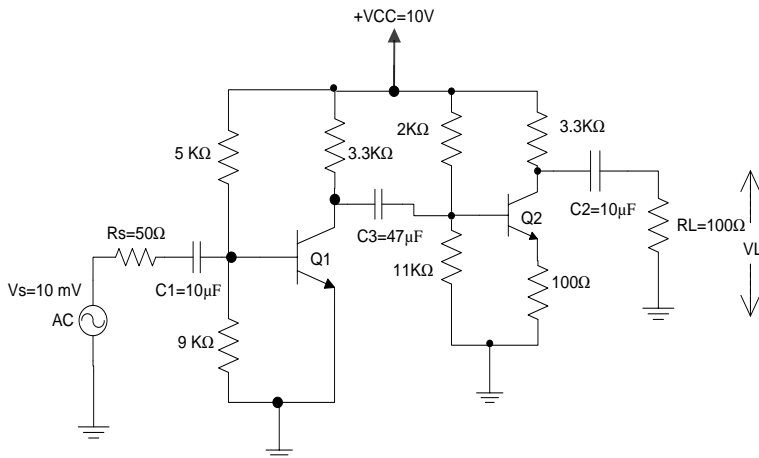 +VCC=10V
5 KΩ
3.3KΩ
2KΩ
3.3KΩ
Rs=50Ω
Vs=10 mV
AC
C1=10µF
Q1
C3=47µF
Q2
C2=10µF
RL=100Ω
VL
11KΩ
100Ω
9 KΩ